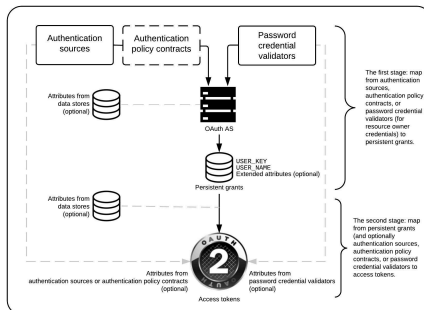 Authentication
sources
Authentication
policy contracts
Password
credential
validators
The first stage: map
from authentication
sources,
authentication policy
contracts, or
password credential
validators (for
resource owner
credentials) to
persistent grants.
Attributes from
data stores
(optional)
OAuth AS
USER_KEY
USER_NAME
Extended attributes (optional)
Persistent grants
Attributes from
data stores
(optional)
The second stage: map
from persistent grants
(and optionally
authentication sources,
authentication policy
contracts, or password
credential validators to
access tokens.
OAUTH
2
AUTH
Attributes from
authentication sources or authentication policy contracts
(optional)
Attributes from
password credential validators
(optional)
Access tokens